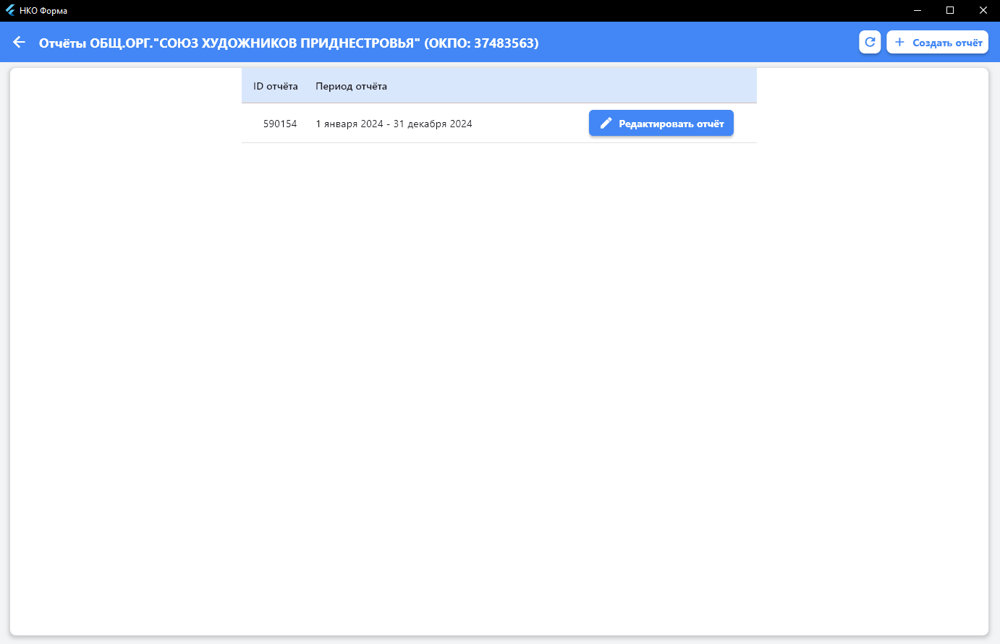 НКО Форма
Отчёты ОБЩ.ОРГ."СОЮЗ ХУДОЖНИКОВ ПРИДНЕСТРОВЬЯ" (ОКПО: 37483563)
Создать отчёт
ID отчёта Период отчёта
590154 1 января 2024 - 31 декабря 2024 Редактировать отчёт